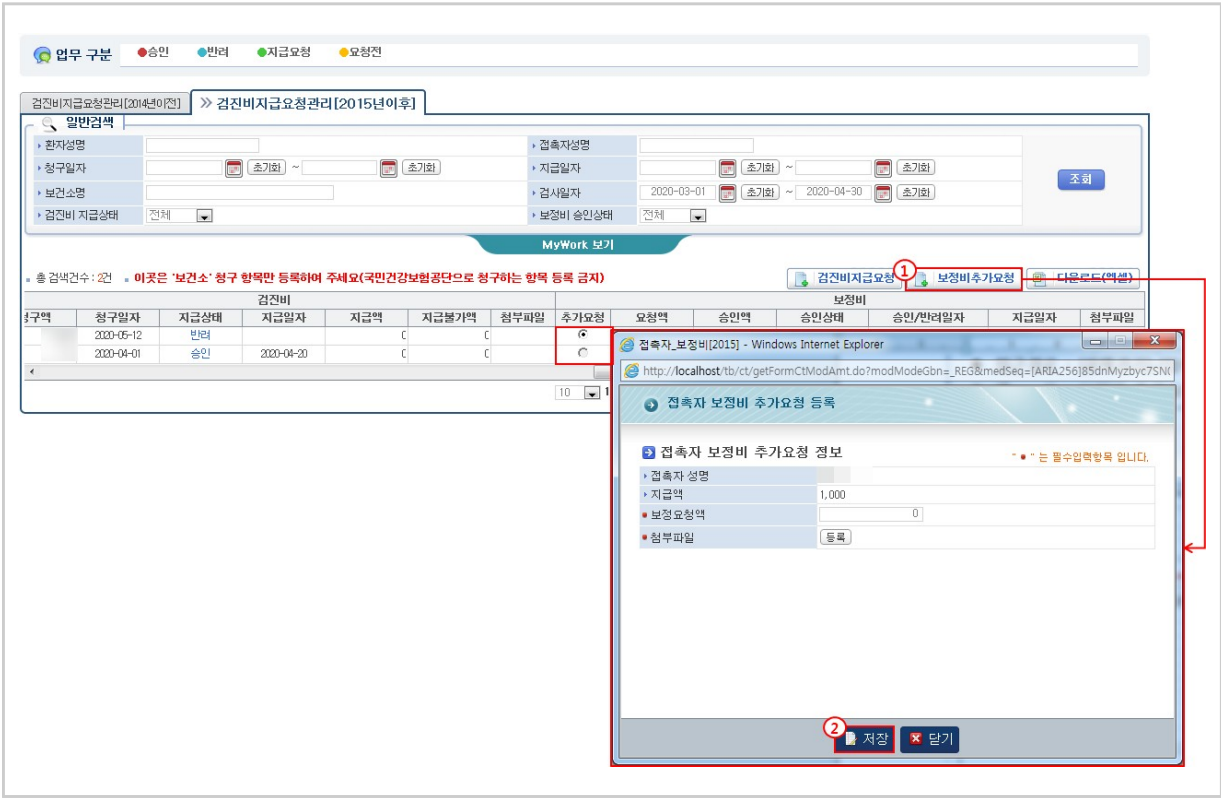 업무 구분 ●승인 ●반려 ●지급요청 ●요청전
검진비지급요청관리[2014년이전] 검진비지급요청관리[2015년이후]
일반검색
환자성명 접촉자성명
청구일자 초기화 ~ 초기화 지급일자 초기화 ~ 초기화
조회
보건소명 검사일자 2020-03-01 초기화 ~ 2020-04-30 초기화
검진비 지급상태 전체 보정비 승인상태 전체
MyWork 보기
총 검색건수 : 2건 이곳은 '보건소' 청구 항목만 등록하여 주세요(국민건강보험공단으로 청구하는 항목 등록 금지) 검진비지급요청 1 보정비추가요청 다운로드(엑셀)
검진비 보정비
구액 청구일자 지급상태 지급일자 지급액 지급불가액 첨부파일 추가요청 요청액 승인액 승인상태 승인/반려일자 지급일자 첨부파일
2020-05-12 반려 0 0
2020-04-01 승인 2020-04-20 0 0
10 1
접촉자_보정비[2015] - Windows Internet Explorer
http://localhost/tb/ct/getFormCtModAmt.do?modModeGbn=_REG&medSeq=[ARIA256]85dnMyzbyc7SN(
접촉자 보정비 추가요청 등록
접촉자 보정비 추가요청 정보 " ● " 는 필수입력항목 입니다.
접촉자 성명
지급액 1,000
보정요청액 0
첨부파일 등록
2 저장 닫기